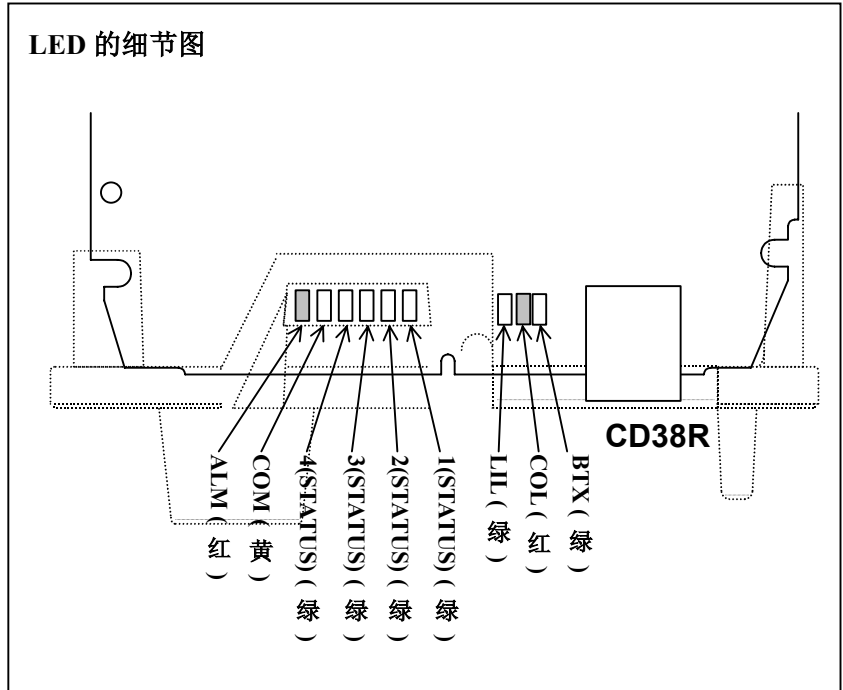 LED 的细节图
CD38R
ALM(红)
COM(黄)
4(STATUS)(绿)
3(STATUS)(绿)
2(STATUS)(绿)
1(STATUS)(绿)
LIL(绿)
COL(红)
BTX(绿)